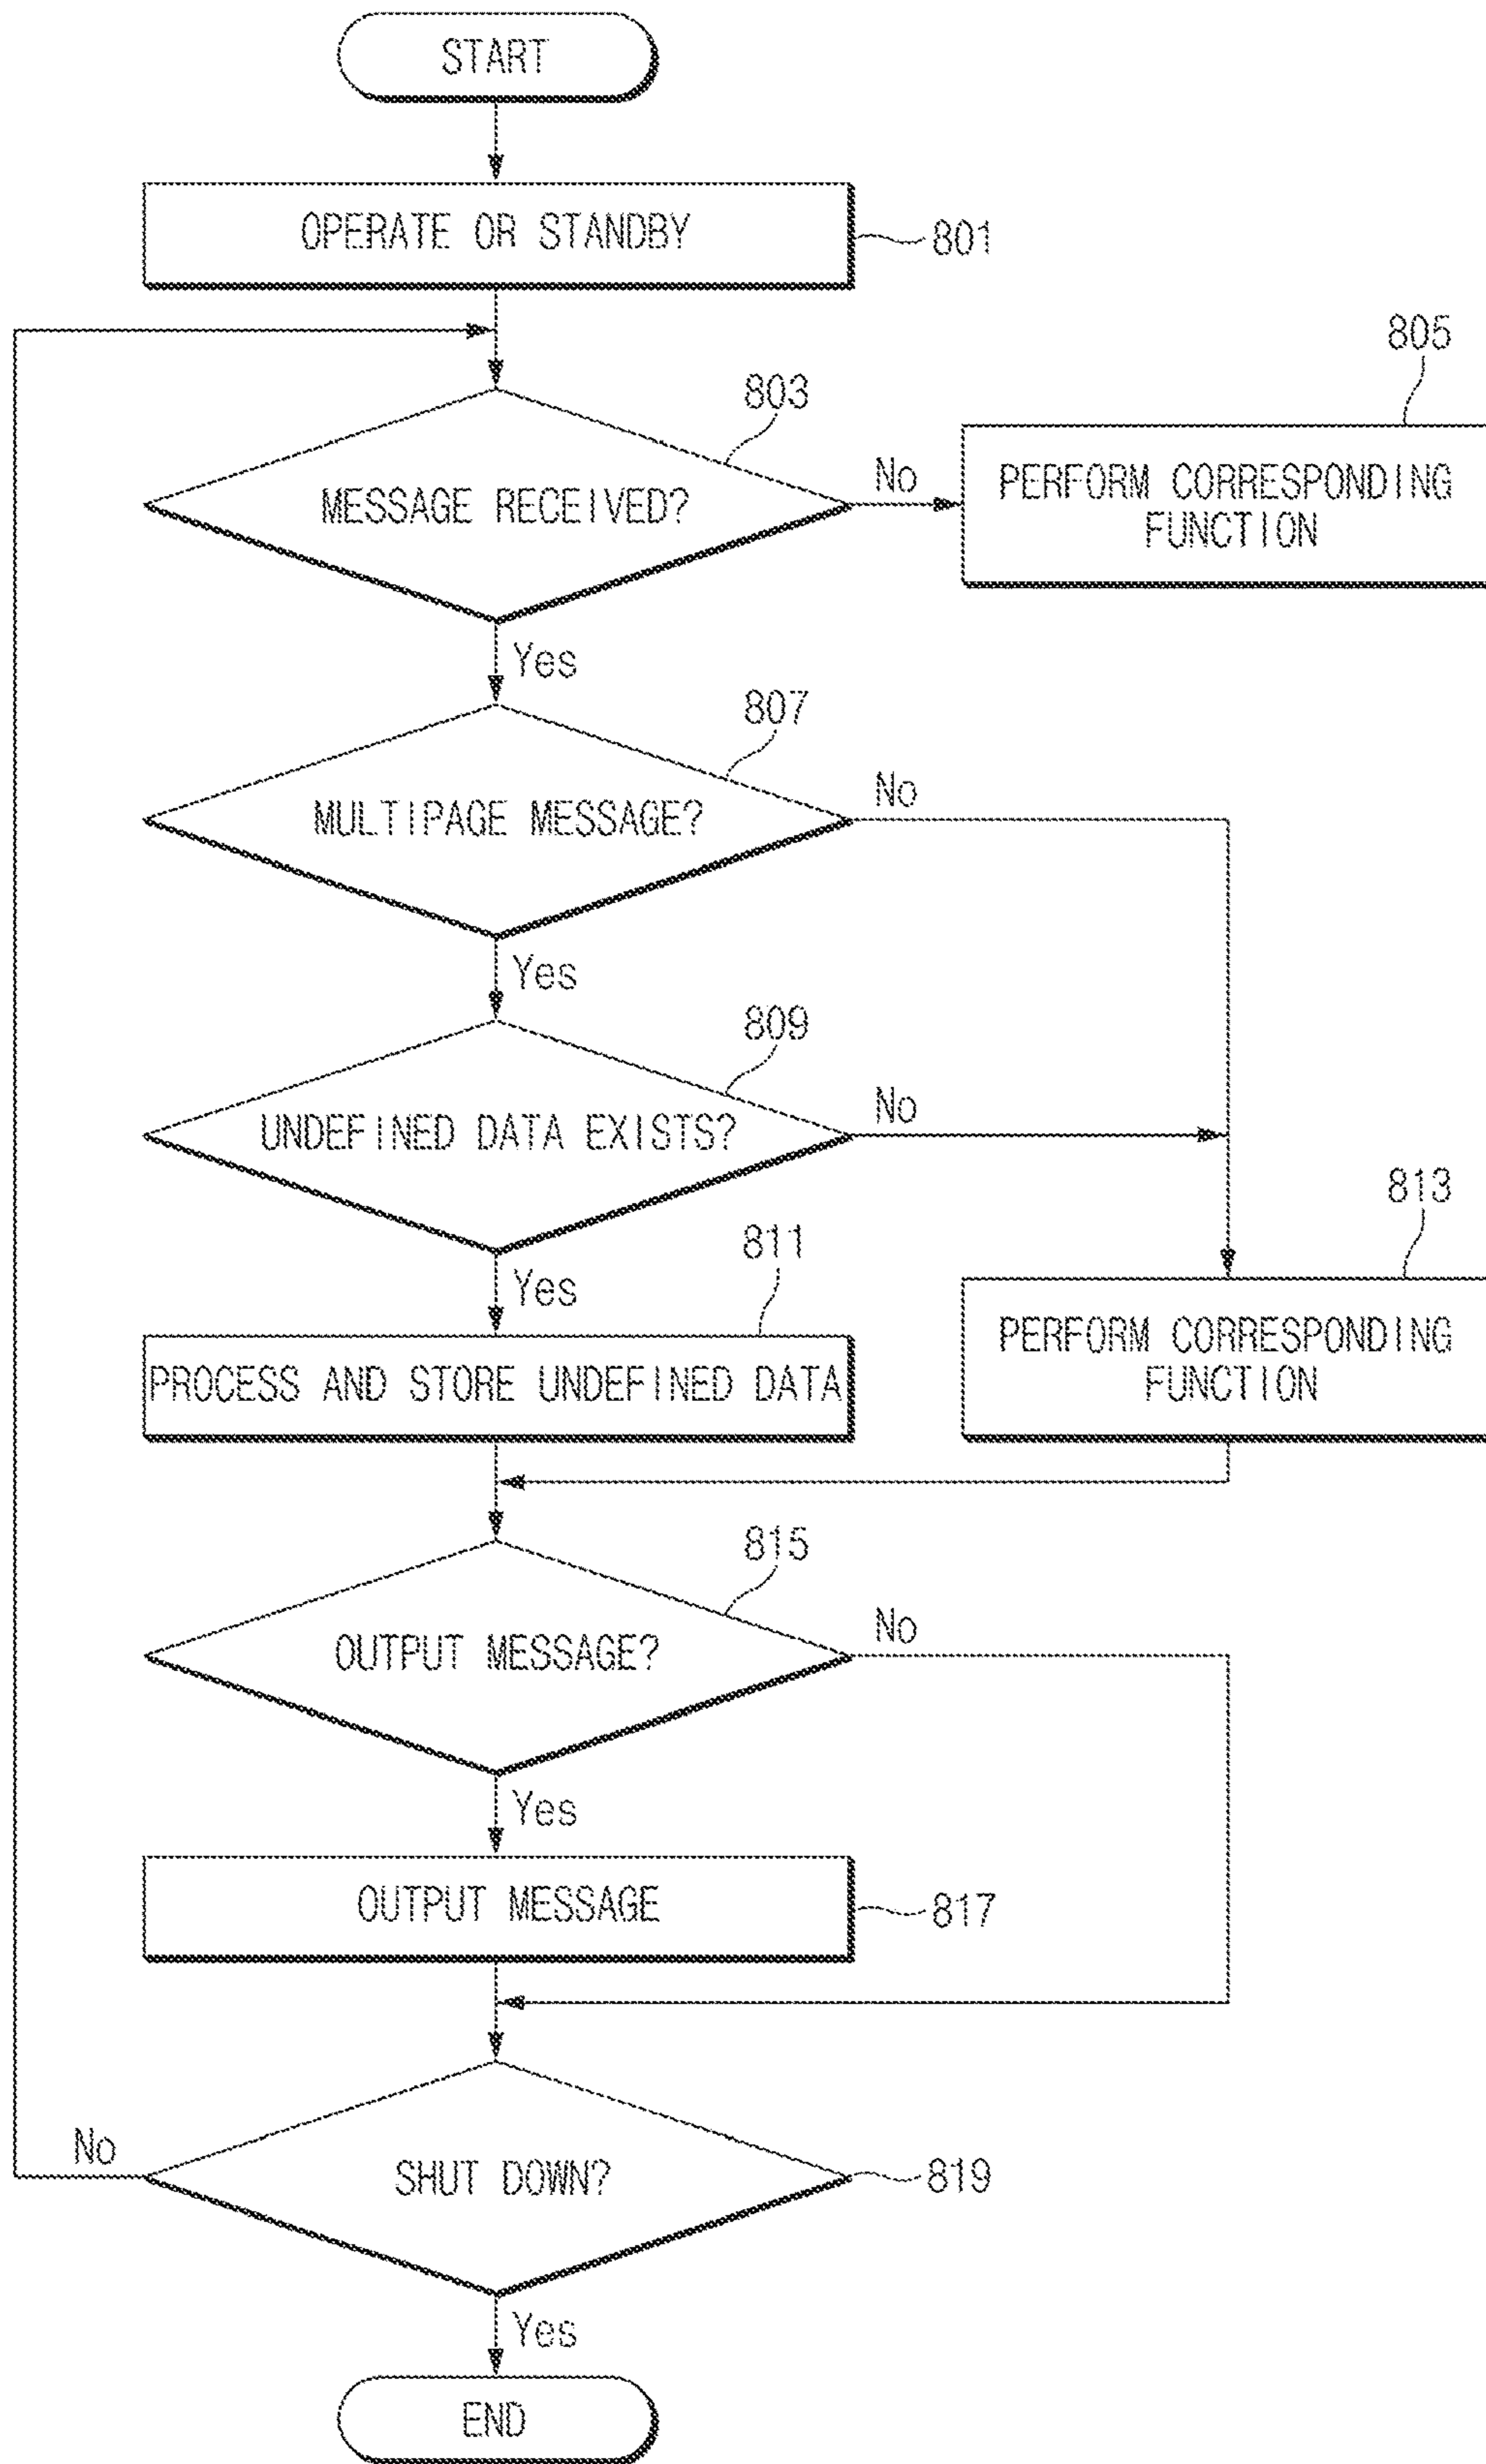 START
OPERATE OR STANDBY
801
803
805
MESSAGE RECEIVED?
No
PERFORM CORRESPONDING
FUNCTION
Yes
807
MULTIPAGE MESSAGE?
No
Yes
809
UNDEFINED DATA EXISTS?
No
Yes
811
813
PROCESS AND STORE UNDEFINED DATA
PERFORM CORRESPONDING
FUNCTION
815
OUTPUT MESSAGE?
No
Yes
OUTPUT MESSAGE
817
No
SHUT DOWN?
819
Yes
END